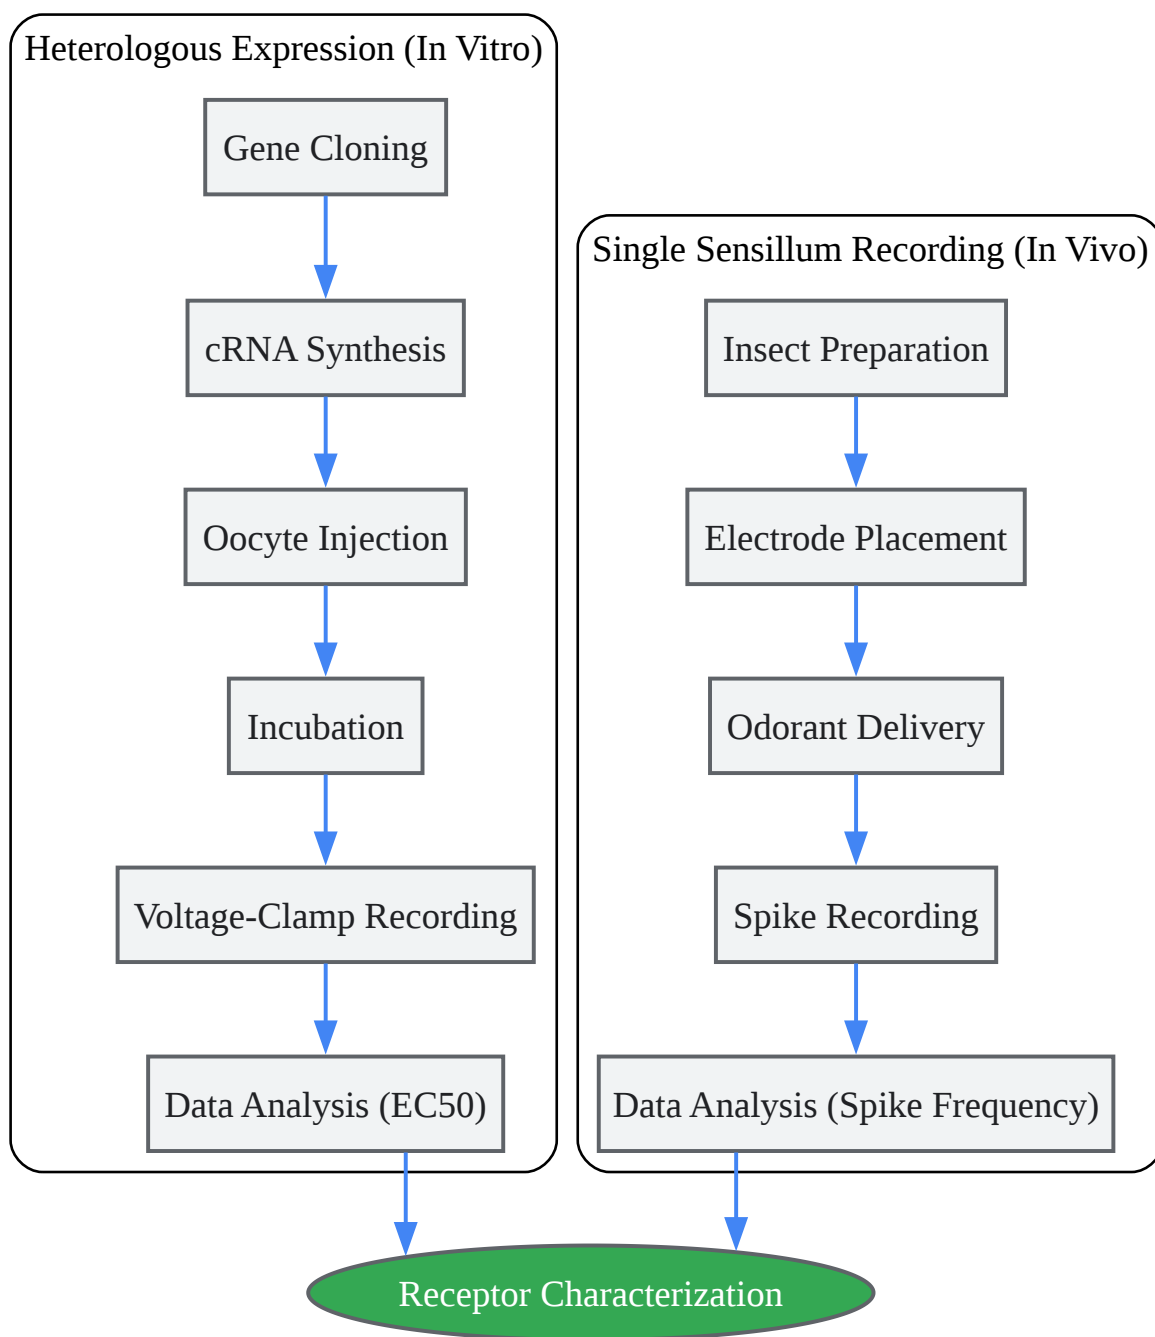 Heterologous Expression (In Vitro)
Gene Cloning
cRNA Synthesis
Oocyte Injection
Incubation
Voltage-Clamp Recording
Data Analysis (EC50)
Single Sensillum Recording (In Vivo)
Insect Preparation
Electrode Placement
Odorant Delivery
Spike Recording
Data Analysis (Spike Frequency)
Receptor Characterization